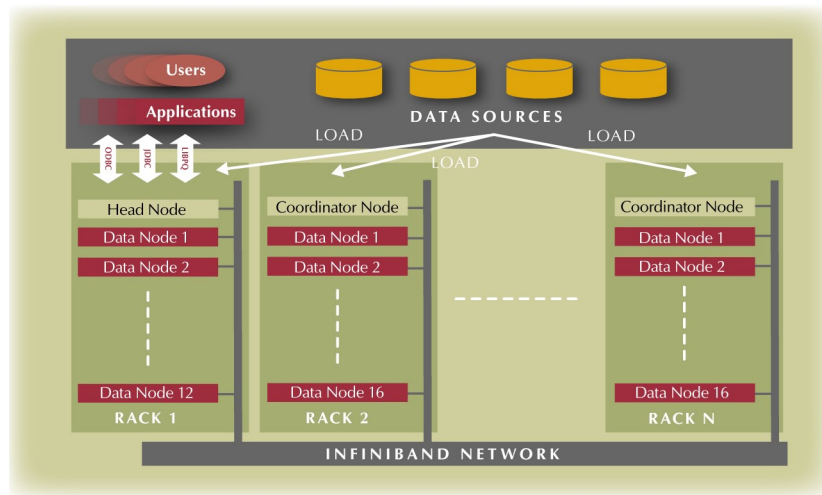 Users
Applications
DATA SOURCES
ODBC
JDBC
LIBPQ
LOAD
LOAD
LOAD
Head Node
Data Node 1
Data Node 2
Data Node 12
RACK 1
Coordinator Node
Data Node 1
Data Node 2
Data Node 16
RACK 2
Coordinator Node
Data Node 1
Data Node 2
Data Node 16
RACK N
INFINIBAND NETWORK